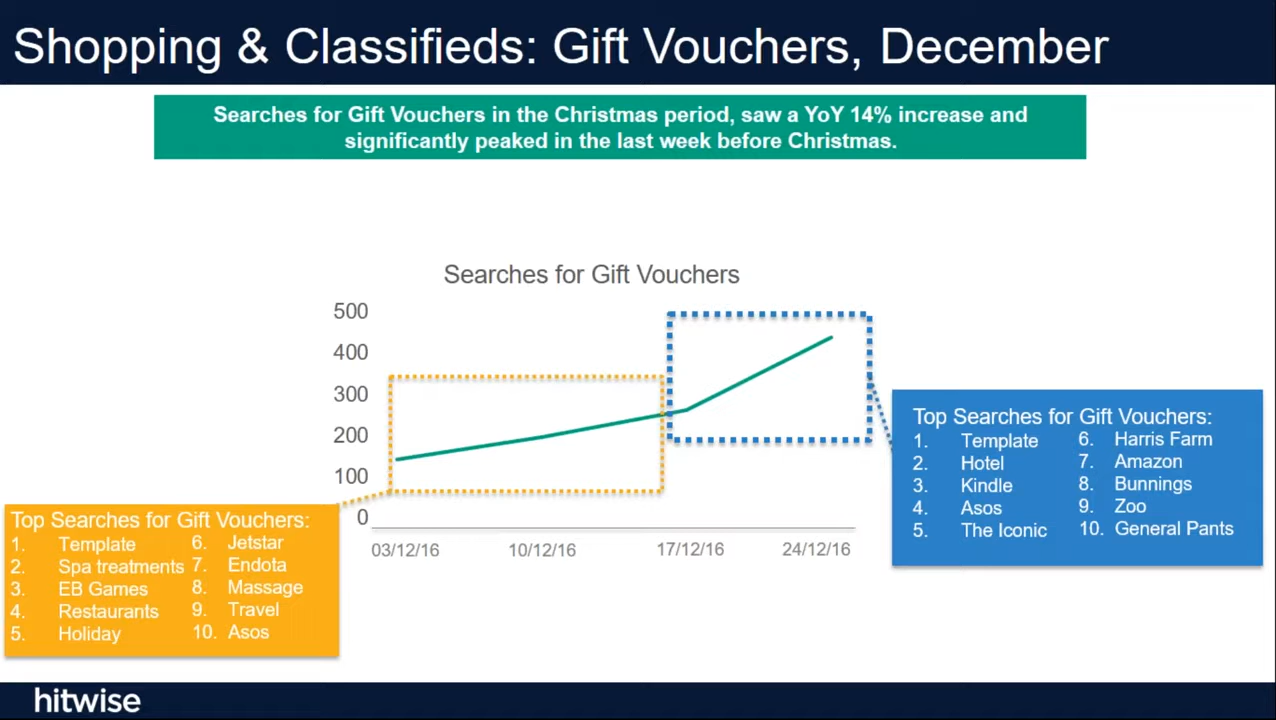 Shopping & Classifieds: Gift Vouchers, December
Searches for Gift Vouchers in the Christmas period, saw a YoY 14% increase and
significantly peaked in the last week before Christmas.
Searches for Gift Vouchers
500
400
300
200
100
0
03/12/16 10/12/16 17/12/16 24/12/16
Top Searches for Gift Vouchers:
1. Template 6. Jetstar
2. Spa treatments 7. Endota
3. EB Games 8. Massage
4. Restaurants 9. Travel
5. Holiday 10. Asos
Top Searches for Gift Vouchers:
1. Template 6. Harris Farm
2. Hotel 7. Amazon
3. Kindle 8. Bunnings
4. Asos 9. Zoo
5. The Iconic 10. General Pants
hitwise